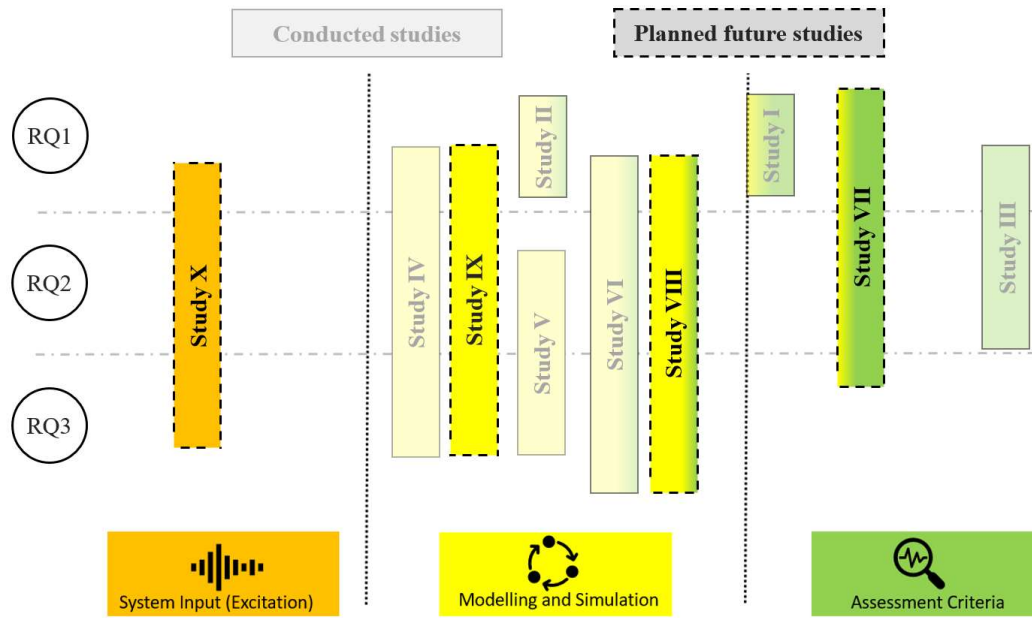 Conducted studies
Planned future studies
RQ1
RQ2
RQ3
Study X
Study IV
Study IX
Study II
Study V
Study VI
Study VIII
Study I
Study VII
Study III
System Input (Excitation)
Modelling and Simulation
Assessment Criteria